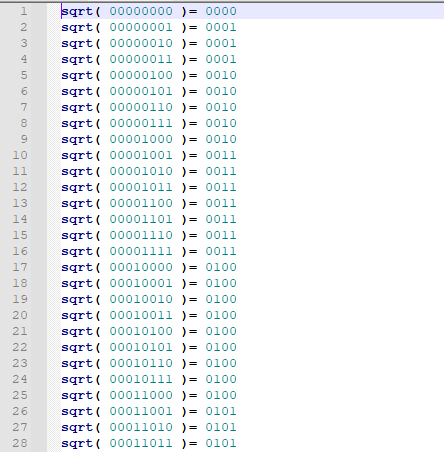 1 sqrt( 00000000 )= 0000
2 sqrt( 00000001 )= 0001
3 sqrt( 00000010 )= 0001
4 sqrt( 00000011 )= 0001
5 sqrt( 00000100 )= 0010
6 sqrt( 00000101 )= 0010
7 sqrt( 00000110 )= 0010
8 sqrt( 00000111 )= 0010
9 sqrt( 00001000 )= 0010
10 sqrt( 00001001 )= 0011
11 sqrt( 00001010 )= 0011
12 sqrt( 00001011 )= 0011
13 sqrt( 00001100 )= 0011
14 sqrt( 00001101 )= 0011
15 sqrt( 00001110 )= 0011
16 sqrt( 00001111 )= 0011
17 sqrt( 00010000 )= 0100
18 sqrt( 00010001 )= 0100
19 sqrt( 00010010 )= 0100
20 sqrt( 00010011 )= 0100
21 sqrt( 00010100 )= 0100
22 sqrt( 00010101 )= 0100
23 sqrt( 00010110 )= 0100
24 sqrt( 00010111 )= 0100
25 sqrt( 00011000 )= 0100
26 sqrt( 00011001 )= 0101
27 sqrt( 00011010 )= 0101
28 sqrt( 00011011 )= 0101